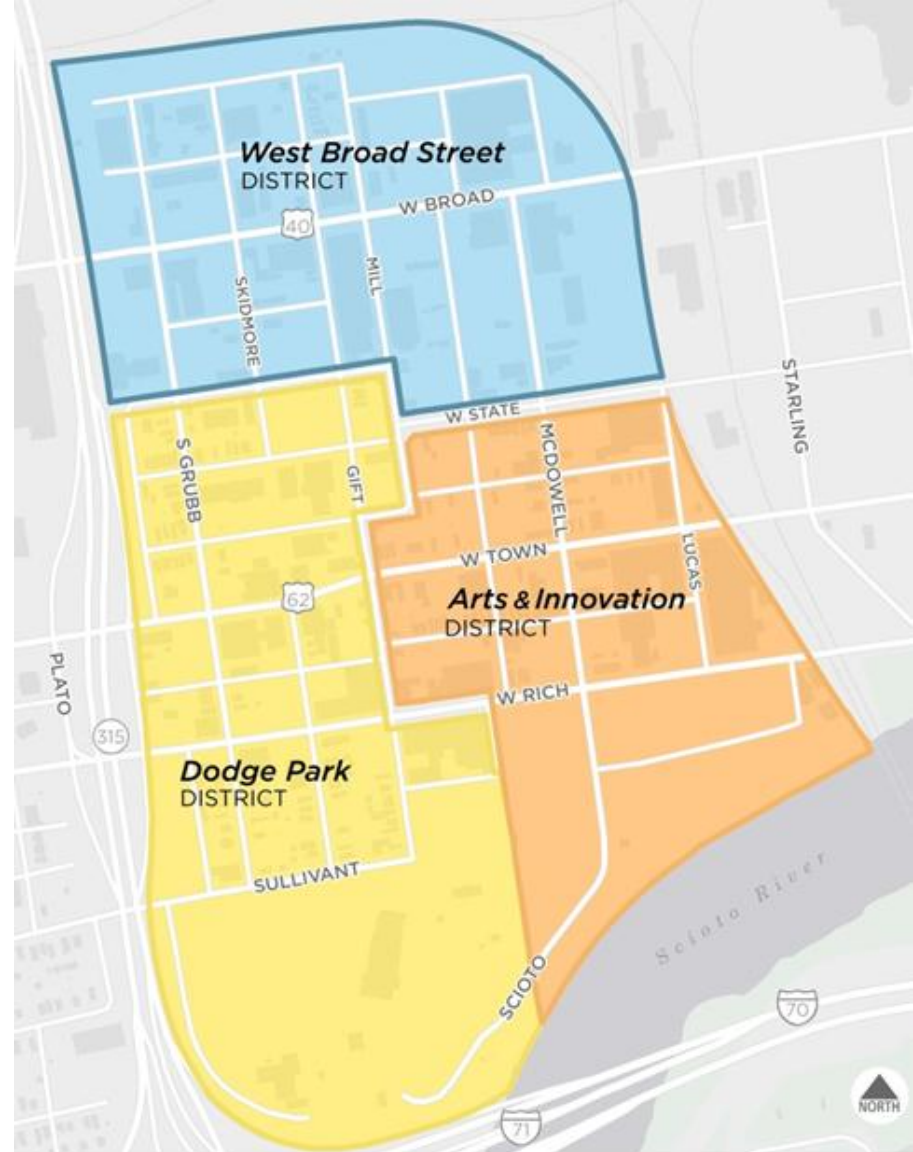 West Broad Street
DISTRICT
W BROAD
40
MILL
SKIDMORE
STARLING
W STATE
S GRUBB
GIFT
MCDOWELL
W TOWN
LUCAS
62
Arts & Innovation
DISTRICT
PLATO
W RICH
315
Dodge Park
DISTRICT
SULLIVANT
Scioto River
SCIOTO
70
71
NORTH